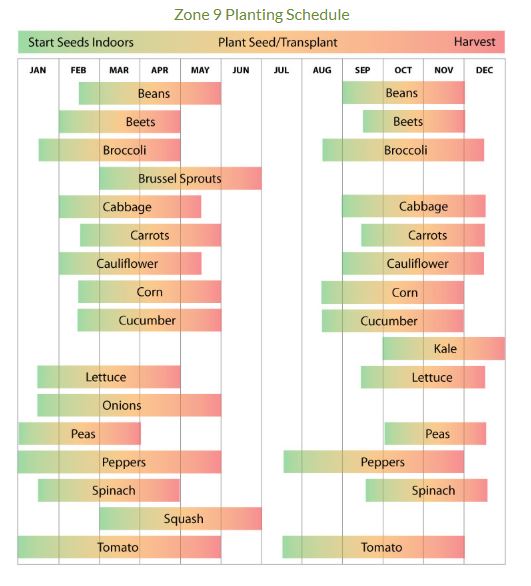 Zone 9 Planting Schedule
Start Seeds Indoors Plant Seed/Transplant Harvest
JAN FEB MAR APR MAY JUN JUL AUG SEP OCT NOV DEC
Beans Beans
Beets Beets
Broccoli Broccoli
Brussel Sprouts
Cabbage Cabbage
Carrots Carrots
Cauliflower Cauliflower
Corn Corn
Cucumber Cucumber
Kale
Lettuce Lettuce
Onions
Peas Peas
Peppers Peppers
Spinach Spinach
Squash
Tomato Tomato